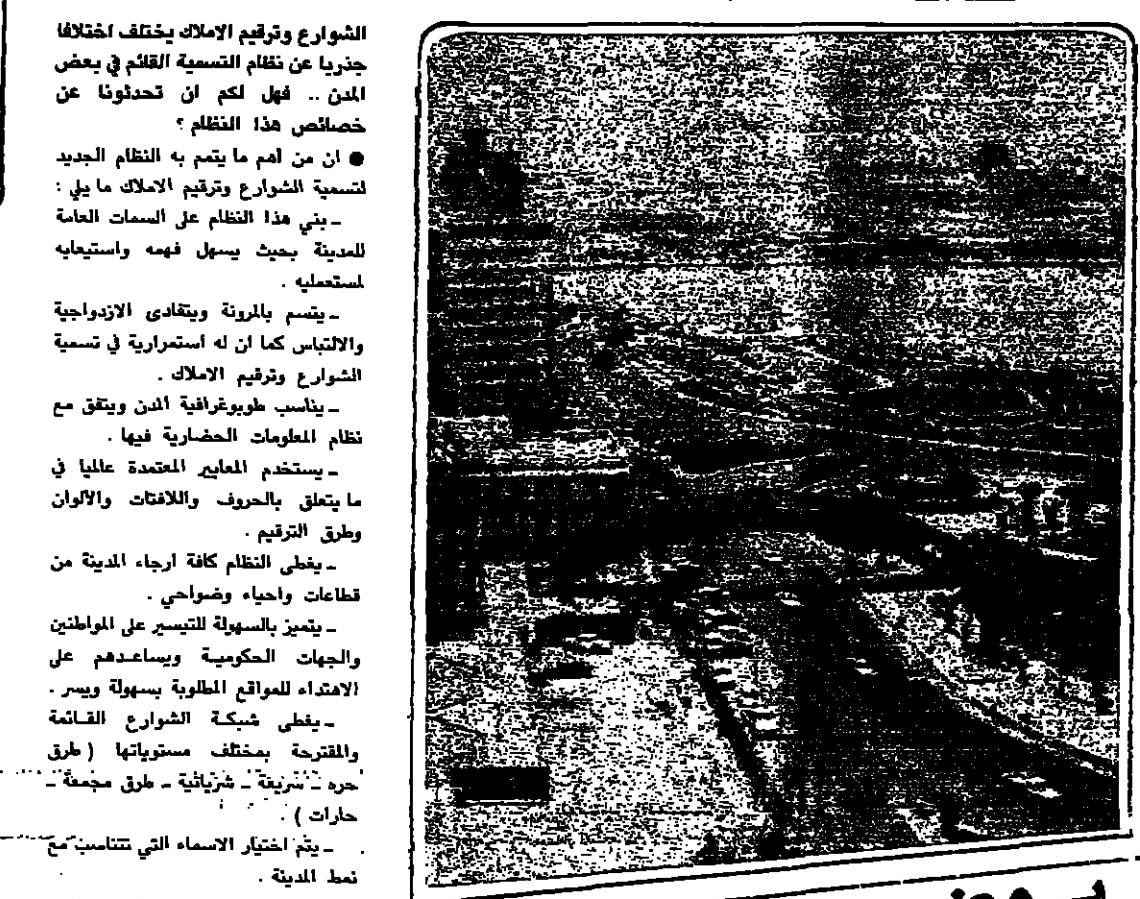 الشوارع وترقيم الاملاك يختلف اختلافا
جذريا عن نظام التسمية القائم في بعض
المدن .. فهل لكم ان تحدثونا عن
خصائص هذا النظام ؟
● ان من أهم ما يتمم به النظام الجديد
لتسمية الشوارع وترقيم الاملاك ما يلي :
ـ بني هذا النظام على السمات العامة
للمدينة بحيث يسهل فهمه واستيعابه
لمستعمليه .
ـ يتسم بالمرونة ويتفادى الازدواجية
والالتباس كما ان له استمرارية في تسمية
الشوارع وترقيم الاملاك .
ـ يناسب طوبوغرافية المدن ويتفق مع
نظام المعلومات الحضارية فيها .
ـ يستخدم المعايير المعتمدة عالميا في
ما يتعلق بالحروف واللافتات والألوان
وطرق الترقيم .
ـ يغطى النظام كافة ارجاء المدينة من
قطاعات واحياء وضواحي .
ـ يتميز بالسهولة للتيسير على المواطنين
والجهات الحكومية ويساعدهم على
الاهتداء للمواقع المطلوبة بسهولة ويسر .
ـ يغطى شبكة الشوارع القائمة
والمقترحة بمختلف مستوياتها ( طرق
حره ـ سريعة ـ شريانية ـ طرق مجمعة ـ
حارات ) .
ـ يتم اختيار الاسماء التي تتناسب مع
نمط المدينة .